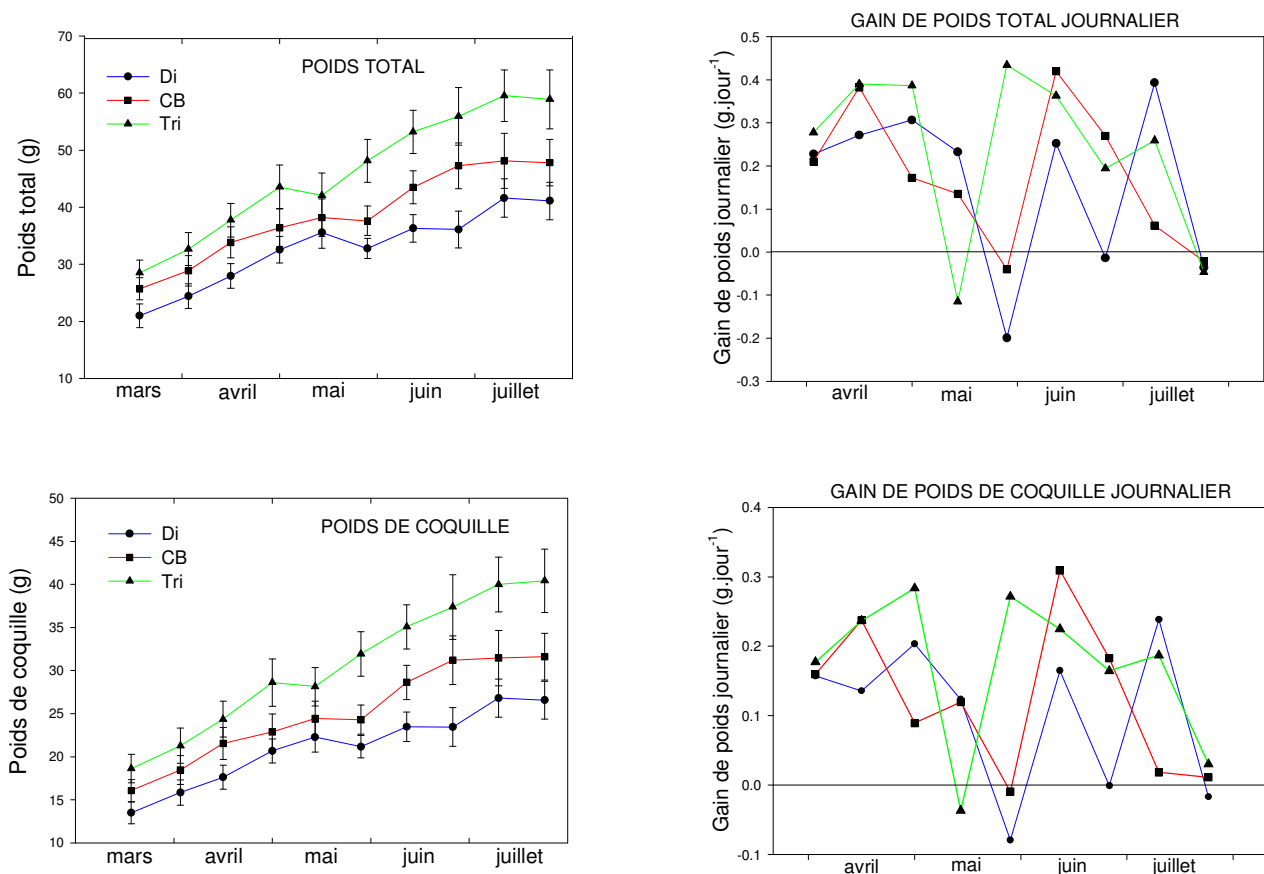 POIDS TOTAL
Di
CB
Tri
Poids total (g)
70
60
50
40
30
20
10
mars avril mai juin juillet
GAIN DE POIDS TOTAL JOURNALIER
Gain de poids journalier (g.jour-1)
0.5
0.4
0.3
0.2
0.1
0.0
-0.1
-0.2
-0.3
avril mai juin juillet
POIDS DE COQUILLE
Di
CB
Tri
Poids de coquille (g)
50
45
40
35
30
25
20
15
10
mars avril mai juin juillet
GAIN DE POIDS DE COQUILLE JOURNALIER
Gain de poids journalier (g.jour-1)
0.4
0.3
0.2
0.1
0.0
-0.1
avril mai juin juillet